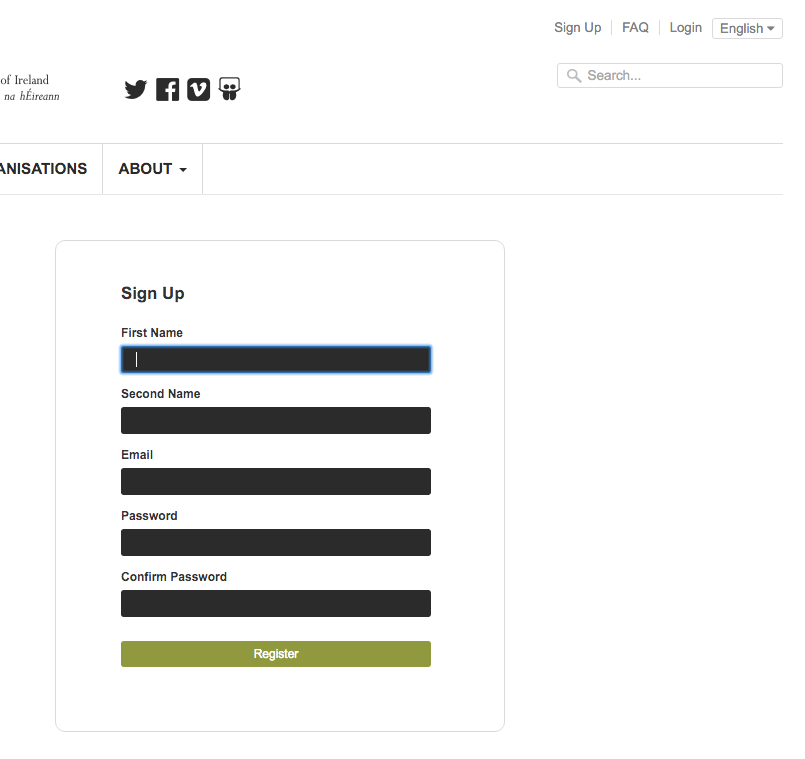 Sign Up
FAQ
Login
English
of Ireland
na hÉireann
Search...
ANISATIONS
ABOUT
Sign Up
First Name
Second Name
Email
Password
Confirm Password
Register